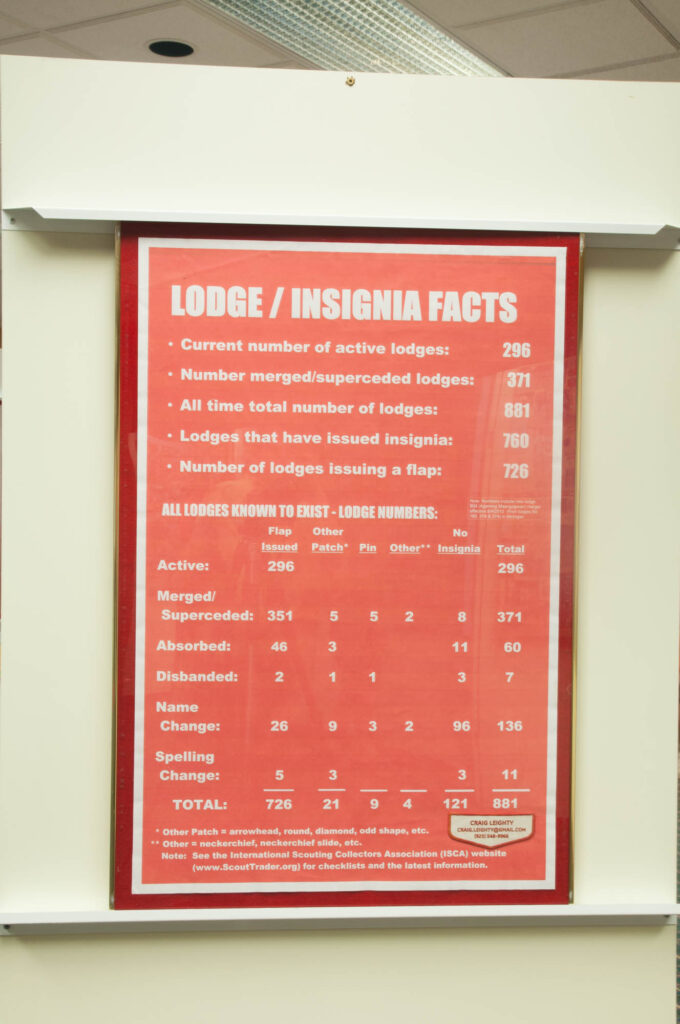 LODGE / INSIGNIA FACTS
• Current number of active lodges: 296
• Number merged/superceded lodges: 371
• All time total number of lodges: 881
• Lodges that have issued insignia: 760
• Number of lodges issuing a flap: 726
ALL LODGES KNOWN TO EXIST - LODGE NUMBERS:
Flap Other No
Issued Patch* Pin Other** Insignia Total
Active: 296 296
Merged/
Superceded: 351 5 5 2 8 371
Absorbed: 46 3 11 60
Disbanded: 2 1 1 3 7
Name
Change: 26 9 3 2 96 136
Spelling
Change: 5 3 3 11
TOTAL: 726 21 9 4 121 881
* Other Patch = arrowhead, round, diamond, odd shape, etc.
** Other = neckerchief, neckerchief slide, etc.
Note: See the International Scouting Collectors Association (ISCA) website
(www.ScoutTrader.org) for checklists and the latest information.
CRAIG LEIGHTY
CRAIG.LEIGHTY@GMAIL.COM